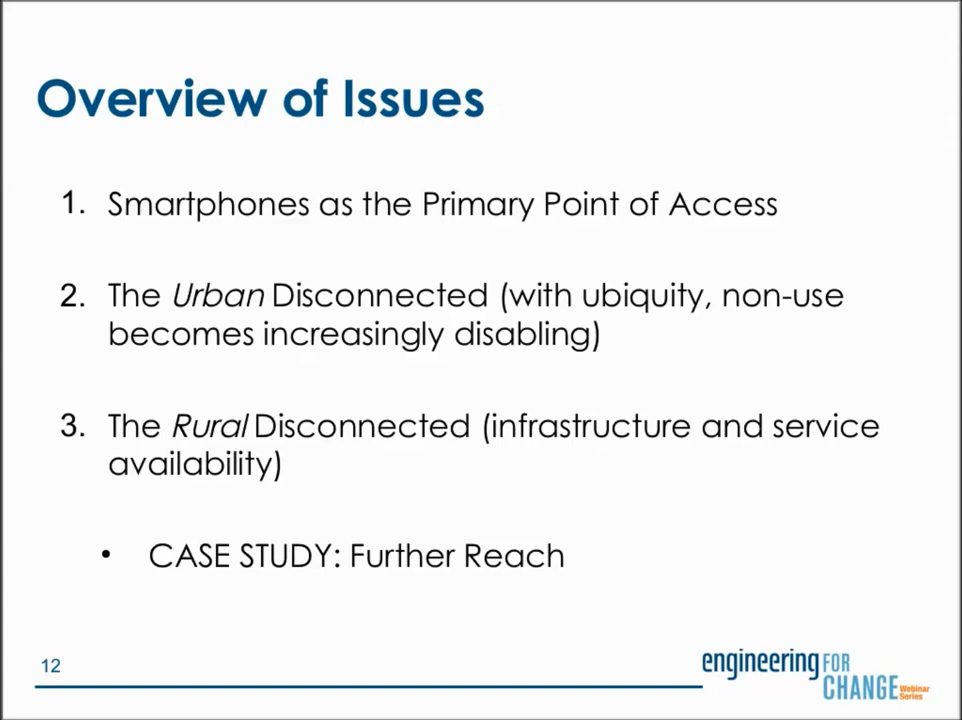 Overview of Issues
1. Smartphones as the Primary Point of Access
2. The Urban Disconnected (with ubiquity, non-use
becomes increasingly disabling)
3. The Rural Disconnected (infrastructure and service
availability)
• CASE STUDY: Further Reach
12
engineering FOR
CHANGE Webinar
Series